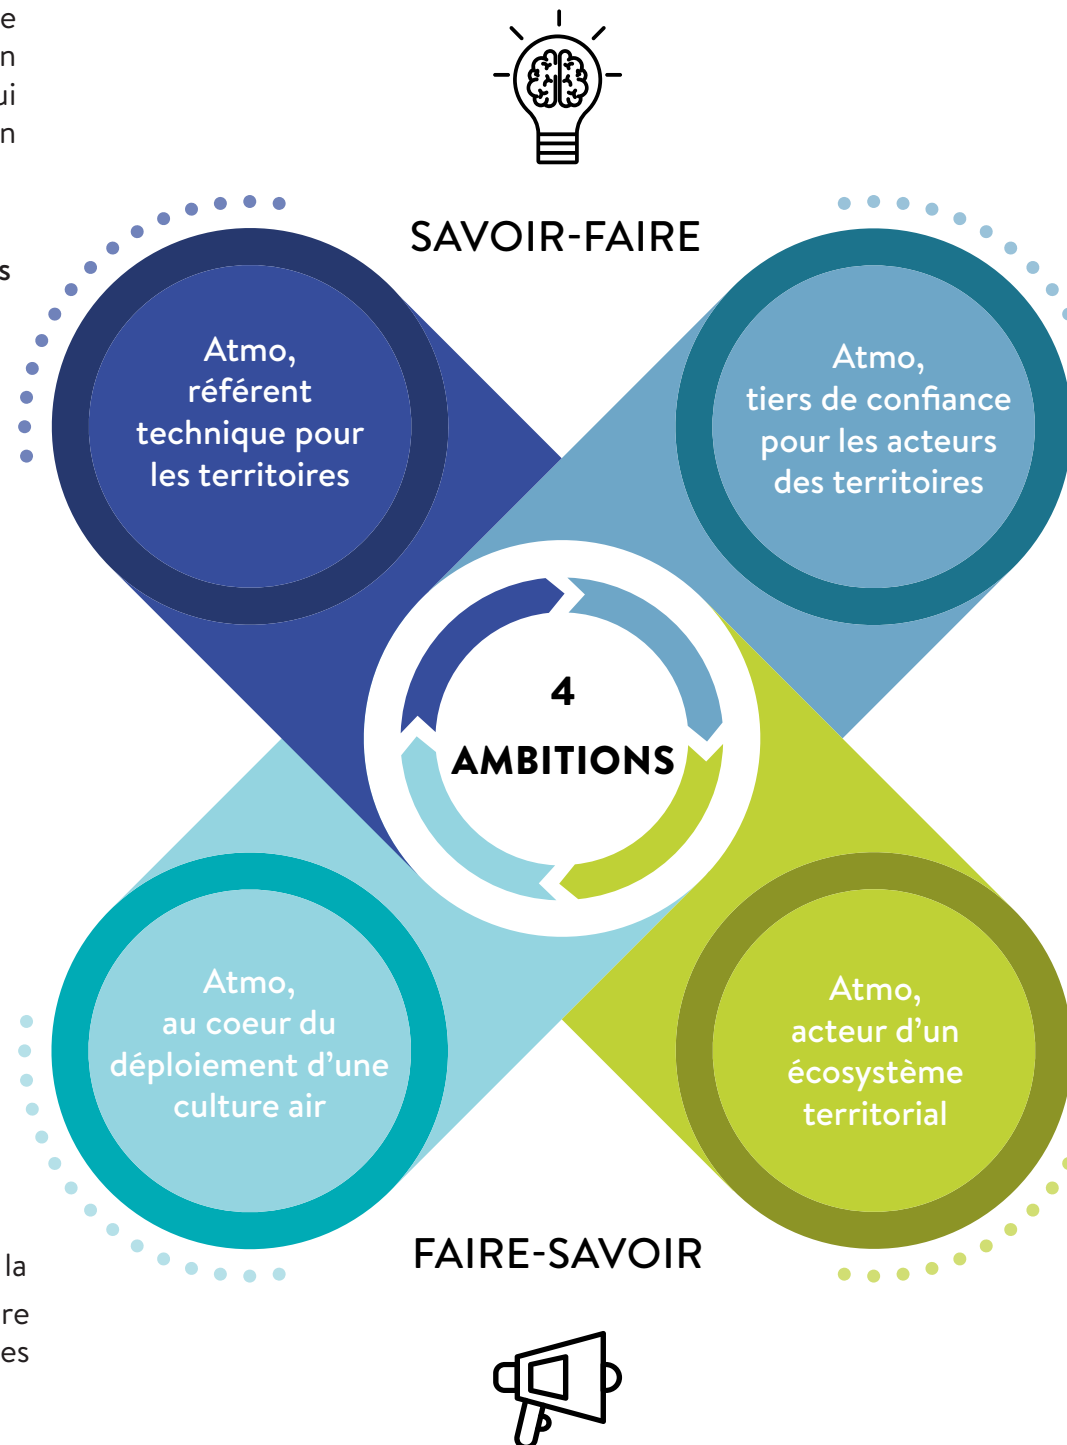 SAVOIR-FAIRE
Atmo,
référent
technique pour
les territoires
Atmo,
tiers de confiance
pour les acteurs
des territoires
4
AMBITIONS
Atmo,
au coeur du
déploiement d'une
culture air
Atmo,
acteur d'un
écosystème
territorial
FAIRE-SAVOIR
la